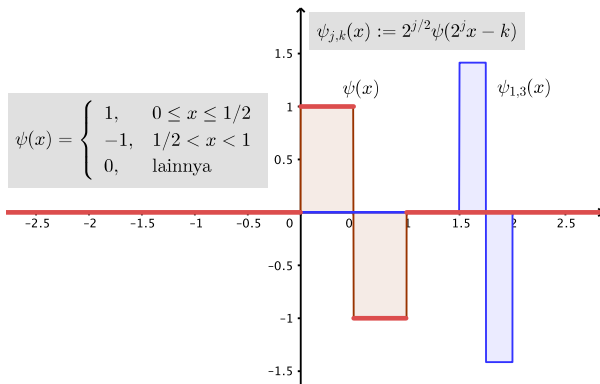 ψ_{j,k}(x) := 2^{j/2}ψ(2^j x − k)
1.5
ψ(x)
ψ_{1,3}(x)
1
ψ(x) = { 1, 0 ≤ x ≤ 1/2
−1, 1/2 < x < 1
0, lainnya
0.5
−2.5 −2 −1.5 −1 −0.5 0 0 1 1.5 2 2.5
−0.5
−1
−1.5